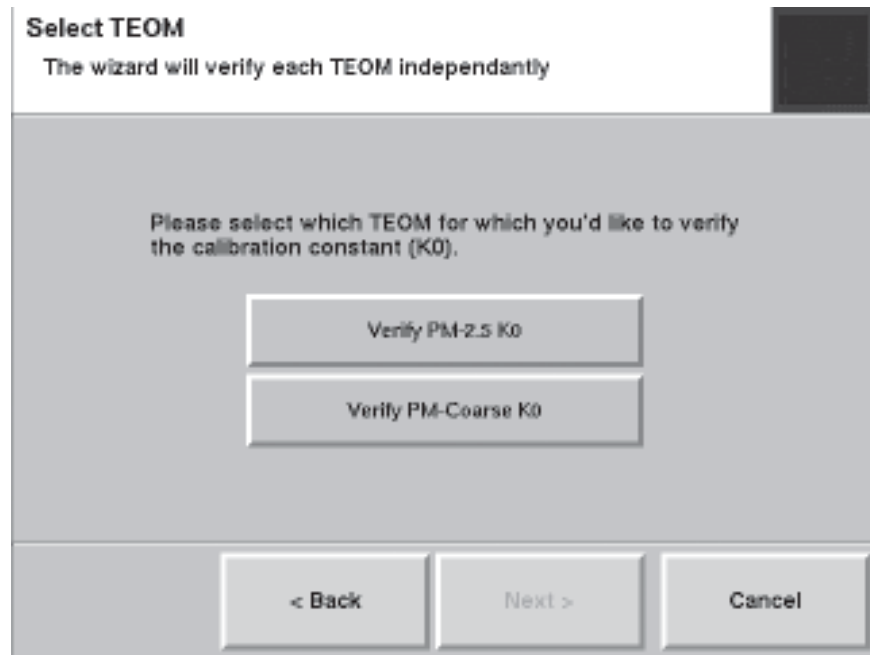 Select TEOM
The wizard will verify each TEOM independantly
Please select which TEOM for which you'd like to verify
the calibration constant (K0).
Verify PM-2.5 K0
Verify PM-Coarse K0
< Back
Next >
Cancel